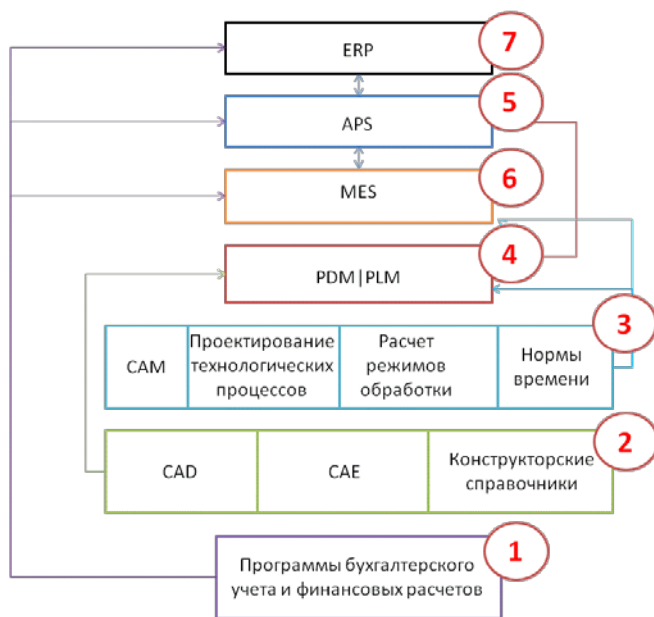 7
ERP
5
APS
6
MES
4
PDM|PLM
3
CAM
Проектирование
технологических
процессов
Расчет
режимов
обработки
Нормы
времени
2
CAD
CAE
Конструкторские
справочники
1
Программы бухгалтерского
учета и финансовых расчетов